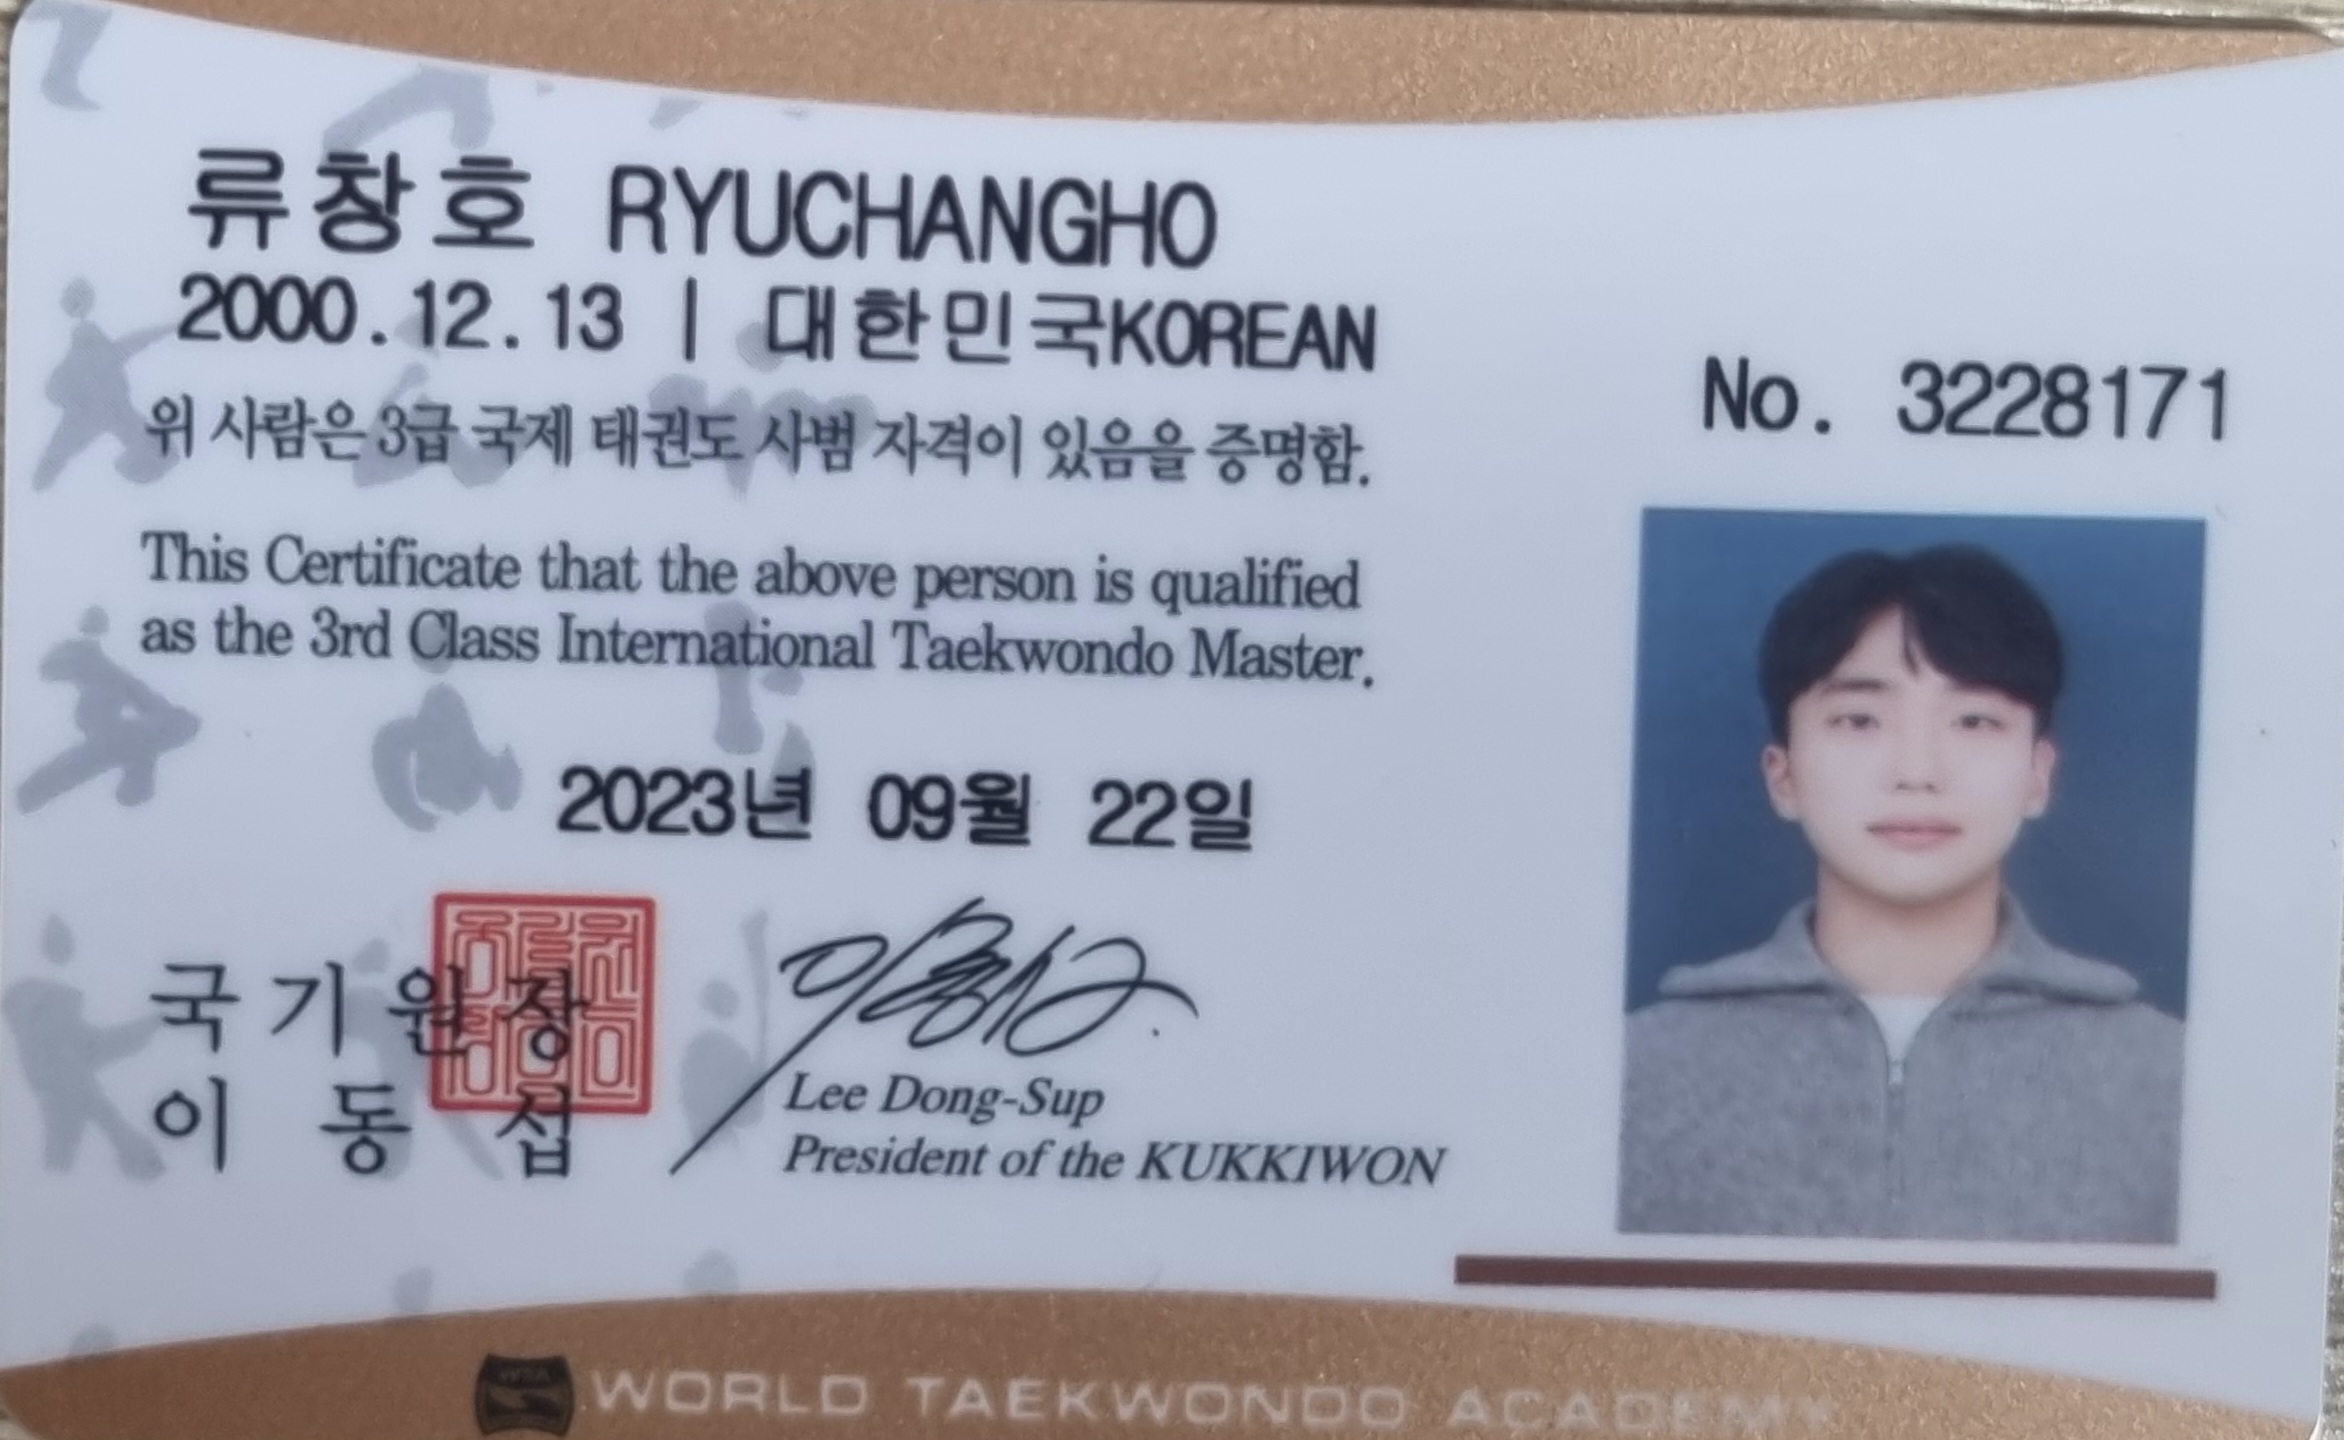 류창호 RYUCHANGHO
2000.12.13 | 대한민국KOREAN
위 사람은 3급 국제 태권도 사범 자격이 있음을 증명함.
No. 3228171
This Certificate that the above person is qualified
as the 3rd Class International Taekwondo Master.
2023년 09월 22일
국기원장
이동섭
Lee Dong-Sup
President of the KUKKIWON
WORLD TAEKWONDO ACADEMY